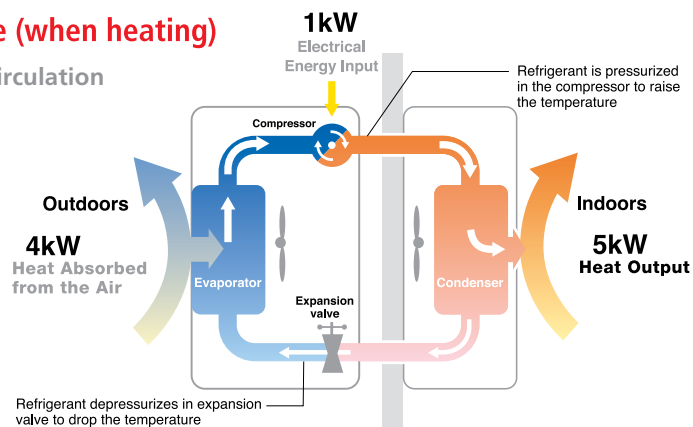 e (when heating)
irculation
1kW
Electrical
Energy Input
Refrigerant is pressurized
in the compressor to raise
the temperature
Compressor
Outdoors
4kW
Heat Absorbed
from the Air
Evaporator
Expansion
valve
Condenser
Indoors
5kW
Heat Output
Refrigerant depressurizes in expansion
valve to drop the temperature